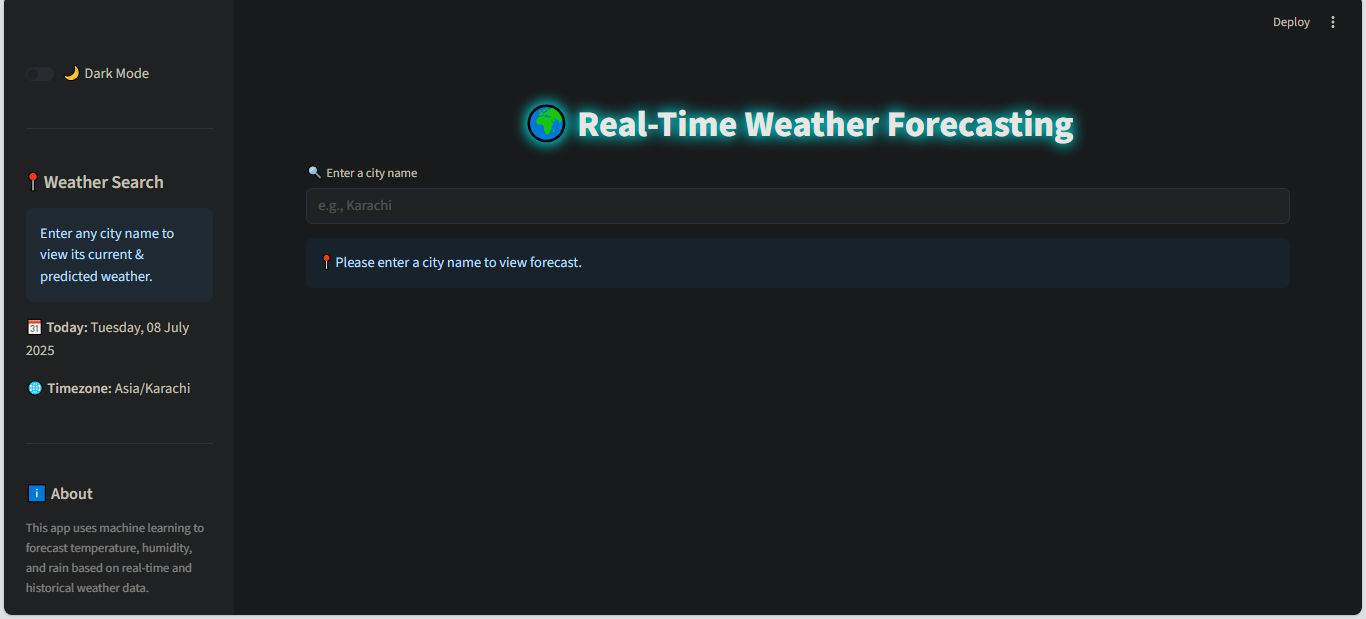 Deploy
🌙 Dark Mode
🌍 Real-Time Weather Forecasting
🔍 Enter a city name
e.g., Karachi
📍 Please enter a city name to view forecast.
📍 Weather Search
Enter any city name to
view its current &
predicted weather.
📅 Today: Tuesday, 08 July
2025
🌐 Timezone: Asia/Karachi
ℹ️ About
This app uses machine learning to
forecast temperature, humidity,
and rain based on real-time and
historical weather data.